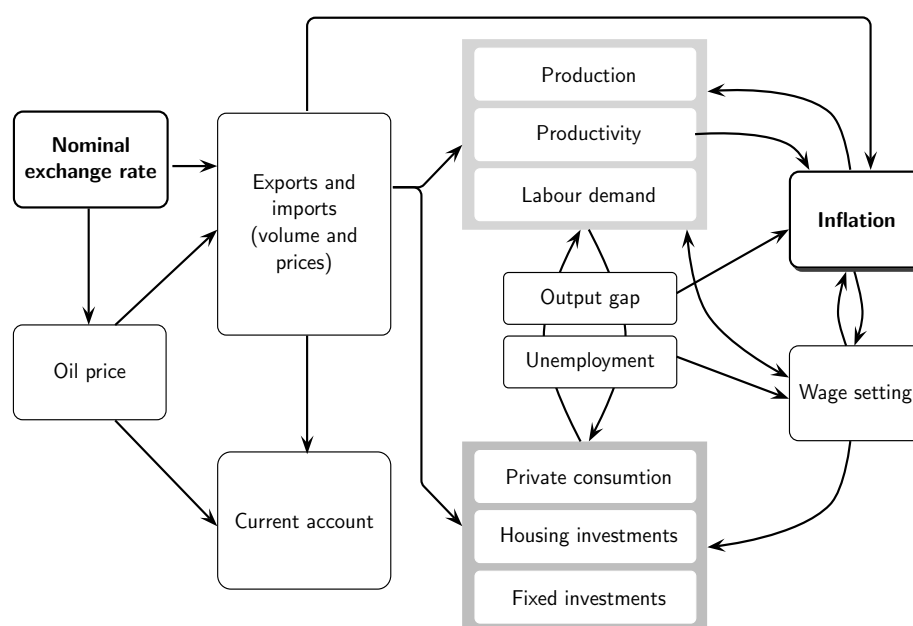 Nominal
exchange rate
Oil price
Exports and
imports
(volume and
prices)
Current account
Production
Productivity
Labour demand
Output gap
Unemployment
Private consumtion
Housing investments
Fixed investments
Inflation
Wage setting